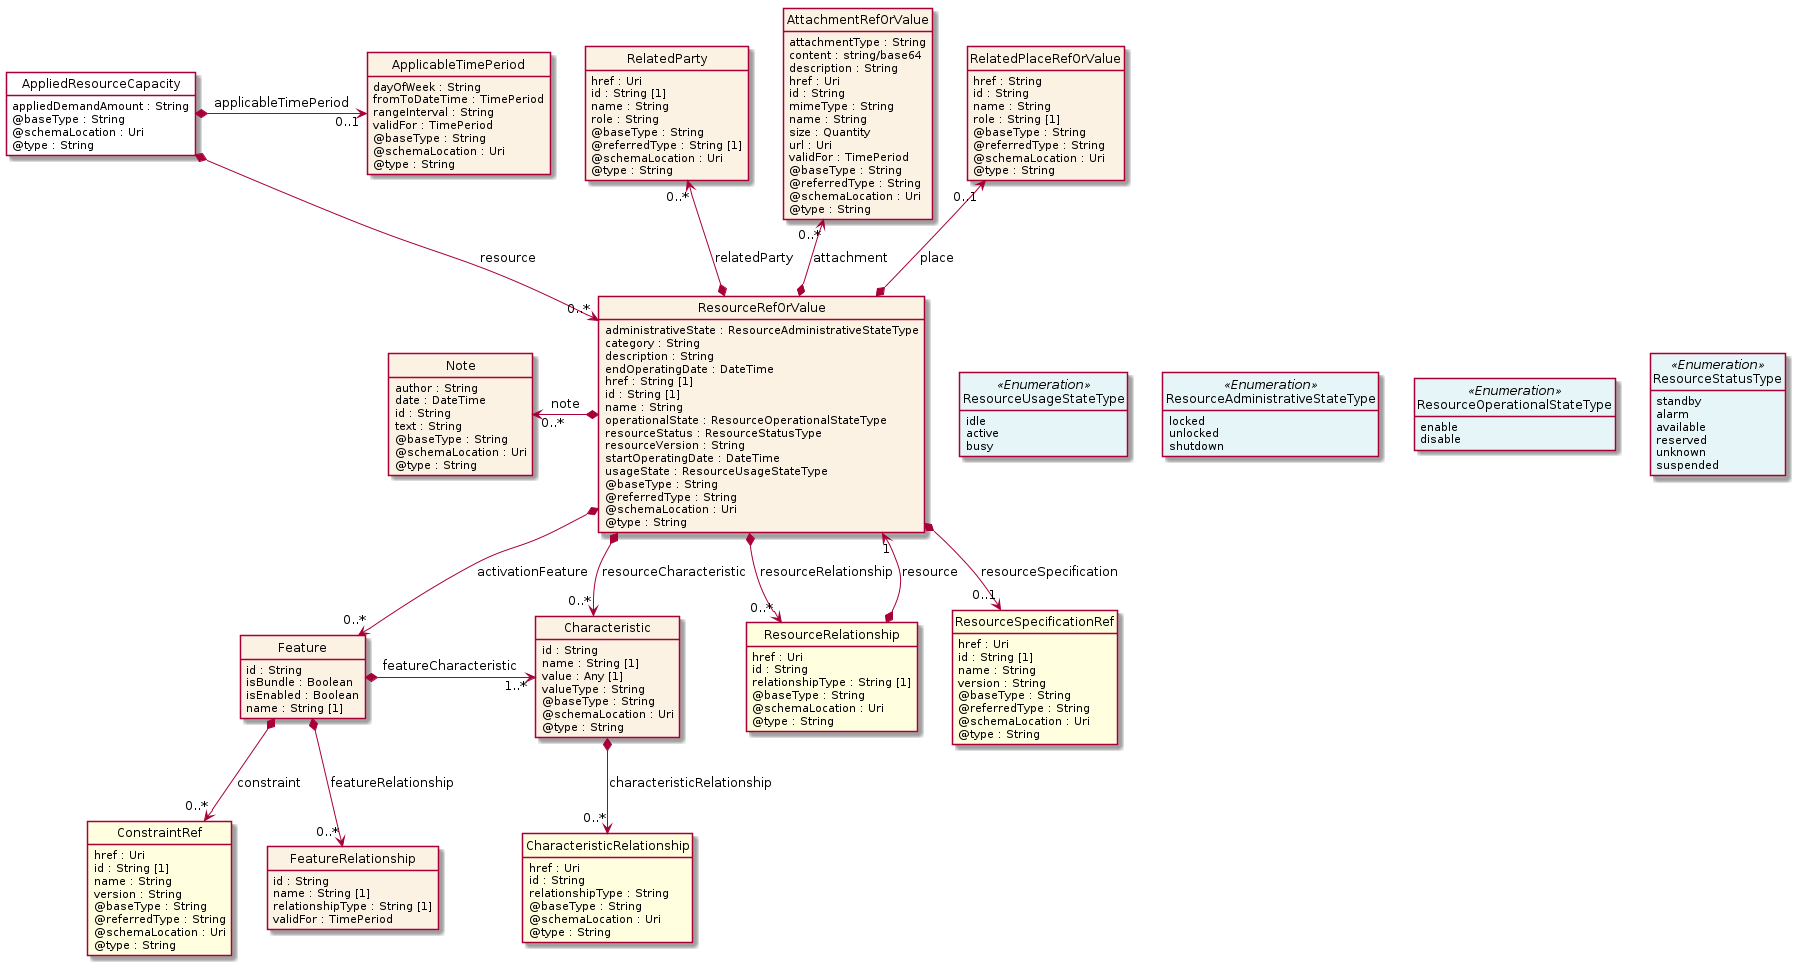 AppliedResourceCapacity
appliedDemandAmount : String
@baseType : String
@schemaLocation : Uri
@type : String
applicableTimePeriod
0..1
ApplicableTimePeriod
dayOfWeek : String
fromToDateTime : TimePeriod
rangeInterval : String
validFor : TimePeriod
@baseType : String
@schemaLocation : Uri
@type : String
RelatedParty
href : Uri
id : String [1]
name : String
role : String
@baseType : String
@referredType : String [1]
@schemaLocation : Uri
@type : String
0..*
AttachmentRefOrValue
attachmentType : String
content : string/base64
description : String
href : Uri
id : String
mimeType : String
name : String
size : Quantity
url : Uri
validFor : TimePeriod
@baseType : String
@referredType : String
@schemaLocation : Uri
@type : String
0..*
RelatedPlaceRefOrValue
href : String
id : String
name : String
role : String [1]
@baseType : String
@referredType : String
@schemaLocation : Uri
@type : String
0..1
resource
relatedParty
attachment
place
0..*
ResourceRefOrValue
administrativeState : ResourceAdministrativeStateType
category : String
description : String
endOperatingDate : DateTime
href : String [1]
id : String [1]
name : String
operationalState : ResourceOperationalStateType
resourceStatus : ResourceStatusType
resourceVersion : String
startOperatingDate : DateTime
usageState : ResourceUsageStateType
@baseType : String
@referredType : String
@schemaLocation : Uri
@type : String
Note
author : String
date : DateTime
id : String
text : String
@baseType : String
@schemaLocation : Uri
@type : String
note
0..*
«Enumeration»
ResourceUsageStateType
idle
active
busy
«Enumeration»
ResourceAdministrativeStateType
locked
unlocked
shutdown
«Enumeration»
ResourceOperationalStateType
enable
disable
«Enumeration»
ResourceStatusType
standby
alarm
available
reserved
unknown
suspended
activationFeature
0..*
resourceCharacteristic
0..*
resourceRelationship
0..*
resource
1
resourceSpecification
0..1
Feature
id : String
isBundle : Boolean
isEnabled : Boolean
name : String [1]
featureCharacteristic
1..*
Characteristic
id : String
name : String [1]
value : Any [1]
valueType : String
@baseType : String
@schemaLocation : Uri
@type : String
ResourceRelationship
href : Uri
id : String
relationshipType : String [1]
@baseType : String
@schemaLocation : Uri
@type : String
ResourceSpecificationRef
href : Uri
id : String [1]
name : String
version : String
@baseType : String
@referredType : String
@schemaLocation : Uri
@type : String
constraint
0..*
featureRelationship
0..*
characteristicRelationship
0..*
ConstraintRef
href : Uri
id : String [1]
name : String
version : String
@baseType : String
@referredType : String
@schemaLocation : Uri
@type : String
FeatureRelationship
id : String
name : String [1]
relationshipType : String [1]
validFor : TimePeriod
CharacteristicRelationship
href : Uri
id : String
relationshipType : String
@baseType : String
@schemaLocation : Uri
@type : String